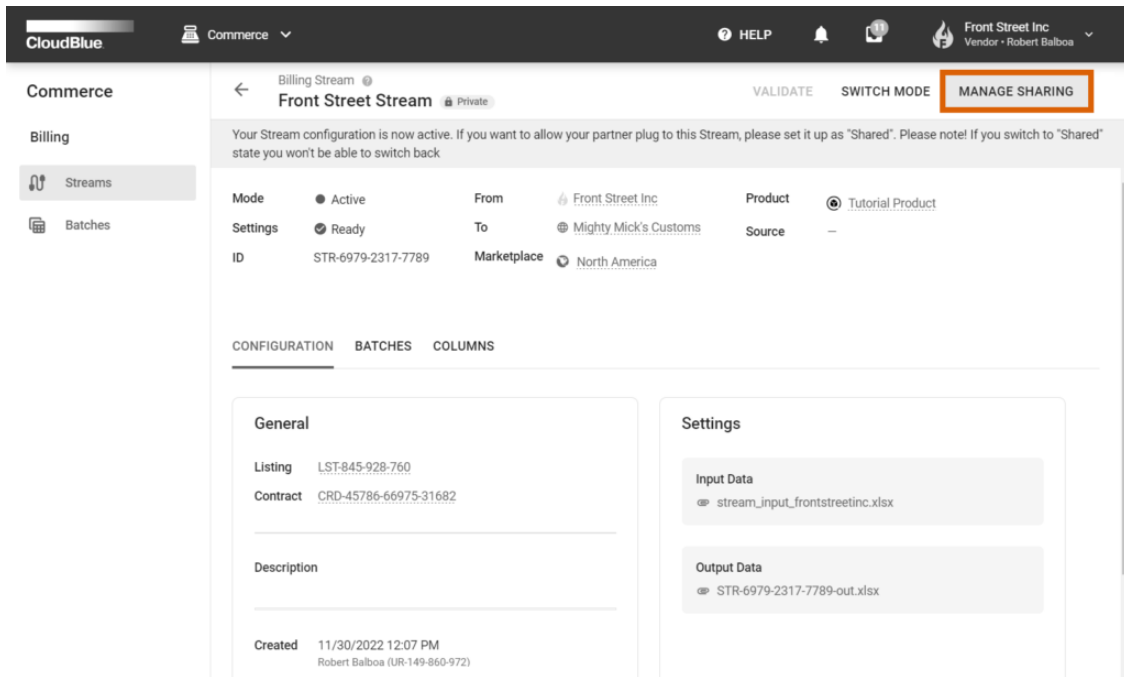 CloudBlue
Commerce
HELP
11
Front Street Inc
Vendor • Robert Balboa
Commerce
Billing
Streams
Batches
Billing Stream
Front Street Stream Private
VALIDATE
SWITCH MODE
MANAGE SHARING
Your Stream configuration is now active. If you want to allow your partner plug to this Stream, please set it up as "Shared". Please note! If you switch to "Shared"
state you won't be able to switch back
Mode Active From Front Street Inc Product Tutorial Product
Settings Ready To Mighty Mick's Customs Source –
ID STR-6979-2317-7789 Marketplace North America
CONFIGURATION BATCHES COLUMNS
General
Listing LST-845-928-760
Contract CRD-45786-66975-31682
Description
Created 11/30/2022 12:07 PM
Robert Balboa (UR-149-860-972)
Settings
Input Data
stream_input_frontstreetinc.xlsx
Output Data
STR-6979-2317-7789-out.xlsx